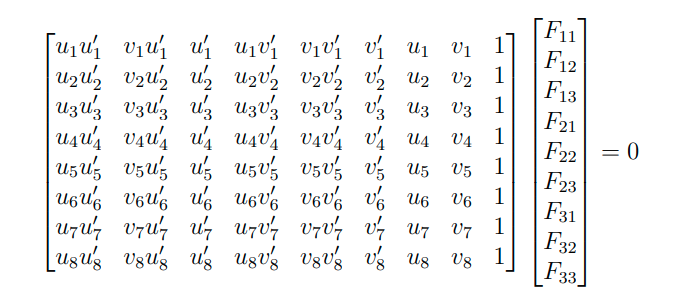 u₁u′₁ v₁u′₁ u′₁ u₁v′₁ v₁v′₁ v′₁ u₁ v₁ 1 F₁₁
u₂u′₂ v₂u′₂ u′₂ u₂v′₂ v₂v′₂ v′₂ u₂ v₂ 1 F₁₂
u₃u′₃ v₃u′₃ u′₃ u₃v′₃ v₃v′₃ v′₃ u₃ v₃ 1 F₁₃
u₄u′₄ v₄u′₄ u′₄ u₄v′₄ v₄v′₄ v′₄ u₄ v₄ 1 F₂₁
u₅u′₅ v₅u′₅ u′₅ u₅v′₅ v₅v′₅ v′₅ u₅ v₅ 1 F₂₂ = 0
u₆u′₆ v₆u′₆ u′₆ u₆v′₆ v₆v′₆ v′₆ u₆ v₆ 1 F₂₃
u₇u′₇ v₇u′₇ u′₇ u₇v′₇ v₇v′₇ v′₇ u₇ v₇ 1 F₃₁
u₈u′₈ v₈u′₈ u′₈ u₈v′₈ v₈v′₈ v′₈ u₈ v₈ 1 F₃₂
F₃₃